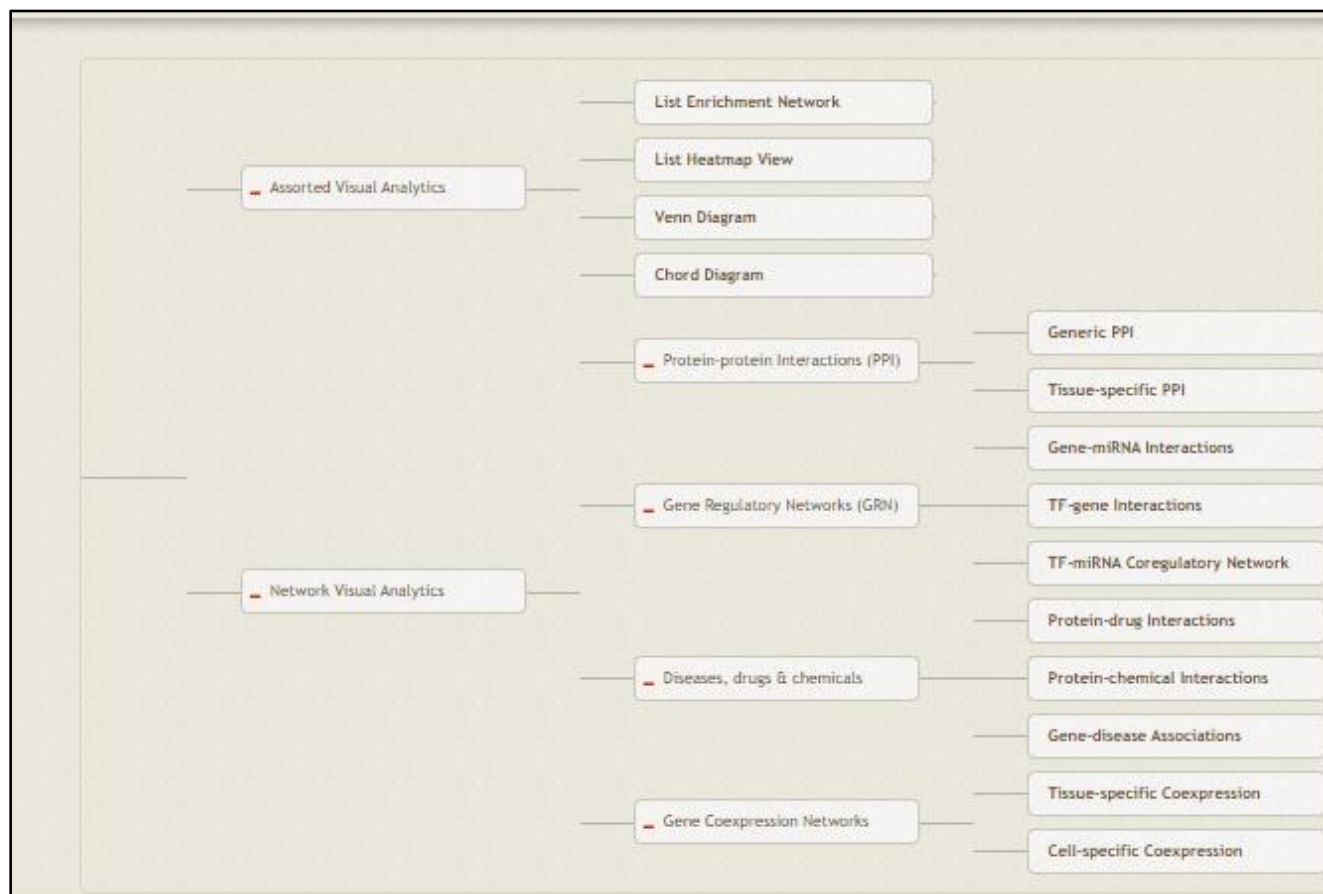 Assorted Visual Analytics
List Enrichment Network
List Heatmap View
Venn Diagram
Chord Diagram
Network Visual Analytics
Protein-protein Interactions (PPI)
Generic PPI
Tissue-specific PPI
Gene Regulatory Networks (GRN)
Gene-miRNA Interactions
TF-gene Interactions
TF-miRNA Coregulatory Network
Diseases, drugs & chemicals
Protein-drug Interactions
Protein-chemical Interactions
Gene-disease Associations
Gene Coexpression Networks
Tissue-specific Coexpression
Cell-specific Coexpression